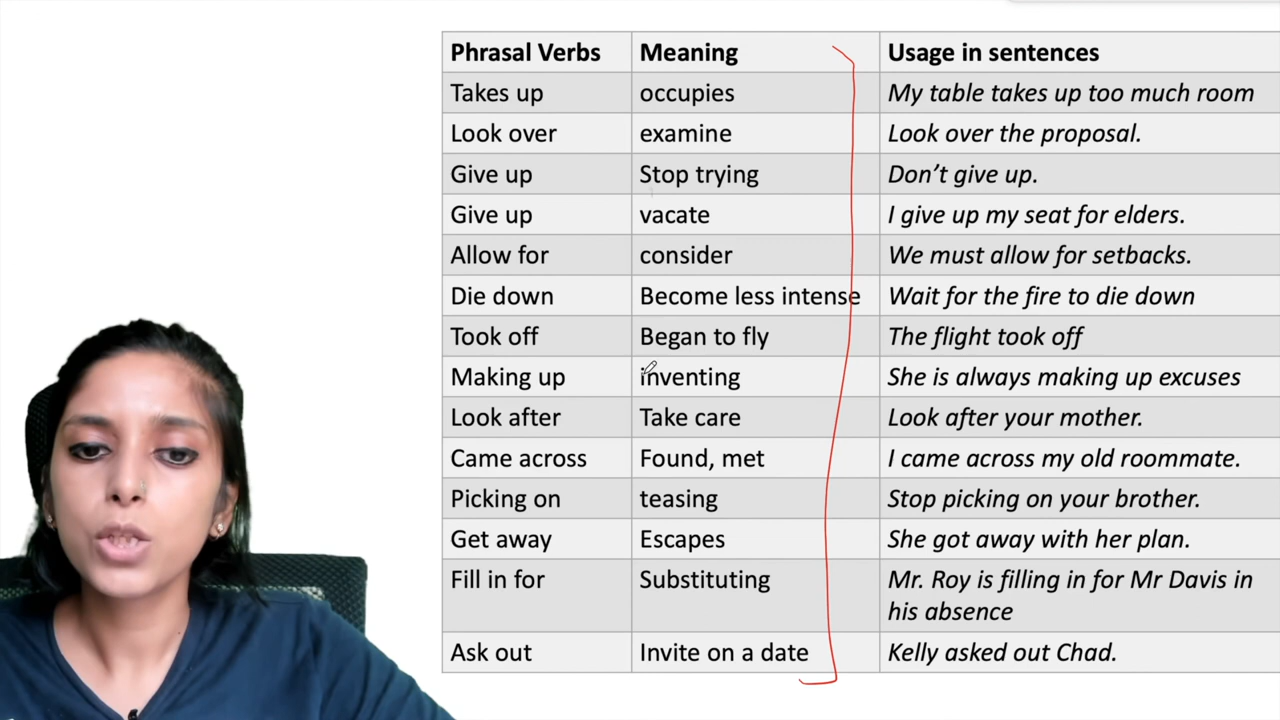 Phrasal Verbs Meaning Usage in sentences
Takes up occupies My table takes up too much room
Look over examine Look over the proposal.
Give up Stop trying Don’t give up.
Give up vacate I give up my seat for elders.
Allow for consider We must allow for setbacks.
Die down Become less intense Wait for the fire to die down
Took off Began to fly The flight took off
Making up inventing She is always making up excuses
Look after Take care Look after your mother.
Came across Found, met I came across my old roommate.
Picking on teasing Stop picking on your brother.
Get away Escapes She got away with her plan.
Fill in for Substituting Mr. Roy is filling in for Mr Davis in
his absence
Ask out Invite on a date Kelly asked out Chad.